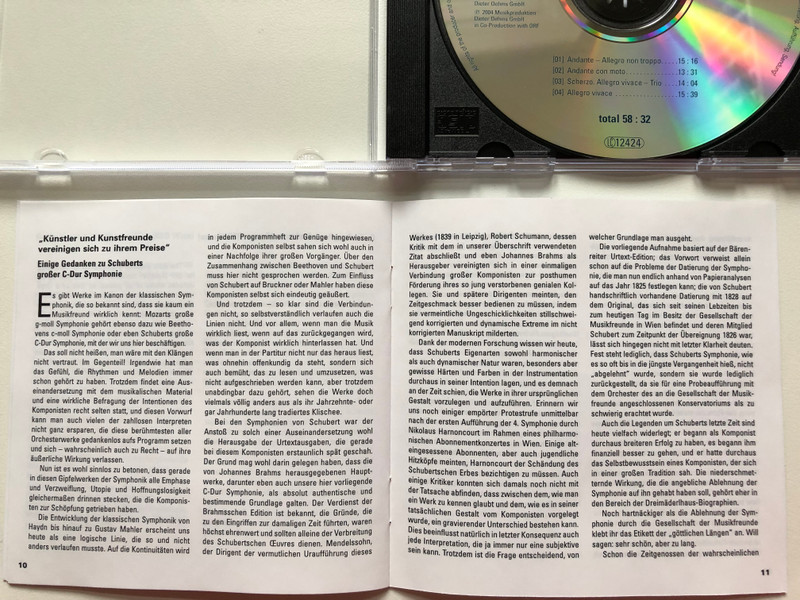 Dieter Oehms GmbH
℗ 2004 Musikproduktion
Dieter Oehms GmbH
in Co-Production with SWR
[01] Andante – Allegro non troppo.....15 : 16
[02] Andante con moto...............13 : 31
[03] Scherzo. Allegro vivace – Trio...14 : 04
[04] Allegro vivace ..................15 : 39
total 58 : 32
LC12424
„Künstler und Kunstfreunde
vereinigen sich zu ihrem Preise“
Einige Gedanken zu Schuberts
großer C-Dur Symphonie
Es gibt Werke im Kanon der klassischen Sym-
phonik, die so bekannt sind, dass sie kaum ein
Musikfreund wirklich kennt: Mozarts große
g-moll Symphonie gehört ebenso dazu wie Beetho-
vens c-moll Symphonie oder eben Schuberts große
C-Dur Symphonie, mit der wir uns hier beschäftigen.
Das soll nicht heißen, man wäre mit den Klängen
nicht vertraut. Im Gegenteil! Irgendwie hat man
das Gefühl, die Rhythmen und Melodien immer
schon gehört zu haben. Trotzdem findet eine Aus-
einandersetzung mit dem musikalischen Material
und eine wirkliche Befragung der Intentionen des
Komponisten recht selten statt, und diesen Vorwurf
kann man auch vielen der zahllosen Interpreten
nicht ganz ersparen, die diese berühmtesten aller
Orchesterwerke gedankenlos aufs Programm setzen
und sich – wahrscheinlich auch zu Recht – auf ihre
äußerliche Wirkung verlassen.
Nun ist es wohl sinnlos zu betonen, dass gerade
in diesen Gipfelwerken der Symphonik alle Emphase
und Verzweiflung, Utopie und Hoffnungslosigkeit
gleichermaßen drinnen stecken, die die Komponis-
ten zur Schöpfung getrieben haben.
Die Entwicklung der klassischen Symphonik von
Haydn bis hinauf zu Gustav Mahler erscheint uns
heute als eine logische Linie, die so und nicht
anders verlaufen musste. Auf die Kontinuitäten wird
10
in jedem Programmheft zur Genüge hingewiesen,
und die Komponisten selbst sahen sich wohl auch in
einer Nachfolge ihrer großen Vorgänger. Über den
Zusammenhang zwischen Beethoven und Schubert
muss hier nicht gesprochen werden. Zum Einfluss
von Schubert auf Bruckner oder Mahler haben diese
Komponisten selbst sich eindeutig geäußert.
Und trotzdem – so klar sind die Verbindun-
gen nicht, so selbstverständlich verlaufen auch die
Linien nicht. Und vor allem, wenn man die Musik
wirklich liest, wenn auf das zurückgegangen wird,
was der Komponist wirklich hinterlassen hat. Und
wenn man in der Partitur nicht nur das heraus liest,
was ohnehin offenkundig da steht, sondern sich
auch bemüht, das zu lesen und umzusetzen, was
nicht aufgeschrieben werden kann, aber trotzdem
unabdingbar dazu gehört, sehen die Werke doch
vielmals völlig anders aus als ihr Jahrzehnte- oder
gar Jahrhunderte lang tradiertes Klischee.
Bei den Symphonien von Schubert war der
Anstoß zu solch einer Auseinandersetzung wohl
die Herausgabe der Urtextausgaben, die gerade
bei diesem Komponisten erstaunlich spät geschah.
Der Grund mag wohl darin gelegen haben, dass die
von Johannes Brahms herausgegebenen Haupt-
werke, darunter eben auch unsere hier vorliegende
C-Dur Symphonie, als absolut authentische und
bestimmende Grundlage galten. Der Verdienst der
Brahmsschen Edition ist bekannt, die Gründe, die
zu den Eingriffen zur damaligen Zeit führten, waren
höchst ehrenwert und sollten alleine der Verbreitung
des Schubertschen Œuvres dienen. Mendelssohn,
der Dirigent der vermutlichen Uraufführung dieses
Werkes (1839 in Leipzig), Robert Schumann, dessen
Kritik mit dem in unserer Überschrift verwendeten
Zitat abschließt und eben Johannes Brahms als
Herausgeber vereinigten sich in einer einmaligen
Verbindung großer Komponisten zur posthumen
Förderung ihres so jung verstorbenen genialen Kol-
legen. Sie und spätere Dirigenten meinten, den
Zeitgeschmack besser bedienen zu müssen, indem
sie vermeintliche Ungeschicklichkeiten stillschwei-
gend korrigierten und dynamische Extreme im nicht
korrigierten Manuskript milderten.
Dank der modernen Forschung wissen wir heute,
dass Schuberts Eigenarten sowohl harmonischer
als auch dynamischer Natur waren, besonders aber
gewisse Härten und Farben in der Instrumentation
durchaus in seiner Intention lagen, und es demnach
an der Zeit schien, die Werke in ihrer ursprünglichen
Gestalt vorzulegen und aufzuführen. Erinnern wir
uns noch einiger empörter Protestrufe unmittelbar
nach der ersten Aufführung der 4. Symphonie durch
Nikolaus Harnoncourt im Rahmen eines philharmo-
nischen Abonnementkonzertes in Wien. Einige alt-
eingesessene Abonnenten, aber auch jugendliche
Hitzköpfe meinten, Harnoncourt der Schändung des
Schubertschen Erbes bezichtigen zu müssen. Auch
einige Kritiker konnten sich damals noch nicht mit
der Tatsache abfinden, dass zwischen dem, wie man
ein Werk zu kennen glaubt und dem, wie es in seiner
tatsächlichen Gestalt vom Komponisten vorgelegt
wurde, ein gravierender Unterschied bestehen kann.
Dies beeinflusst natürlich in letzter Konsequenz auch
jede Interpretation, die ja immer nur eine subjektive
sein kann. Trotzdem ist die Frage entscheidend, von
welcher Grundlage man ausgeht.
Die vorliegende Aufnahme basiert auf der Bären-
reiter Urtext-Edition; das Vorwort verweist allein
schon auf die Probleme der Datierung der Sympho-
nie, die man nun endlich anhand von Papieranalysen
auf das Jahr 1825 festlegen kann; die von Schubert
handschriftlich vorhandene Datierung mit 1828 auf
dem Original, das sich seit seinen Lebzeiten bis
zum heutigen Tag im Besitz der Gesellschaft der
Musikfreunde in Wien befindet und deren Mitglied
Schubert zum Zeitpunkt der Übereignung 1826 war,
lässt sich hingegen nicht mit letzter Klarheit deuten.
Fest steht lediglich, dass Schuberts Symphonie, wie
es so oft bis in die jüngste Vergangenheit hieß, nicht
„abgelehnt“ wurde, sondern sie wurde lediglich
zurückgestellt, da sie für eine Probeaufführung mit
dem Orchester des an die Gesellschaft der Musik-
freunde angeschlossenen Konservatoriums als zu
schwierig erachtet wurde.
Auch die Legenden um Schuberts letzte Zeit sind
heute vielfach widerlegt; er begann als Komponist
durchaus breiteren Erfolg zu haben, es begann ihm
finanziell besser zu gehen, und er hatte durchaus
das Selbstbewusstsein eines Komponisten, der sich
in einer großen Tradition sah. Die niederschmet-
ternde Wirkung, die die angebliche Ablehnung der
Symphonie auf ihn gehabt haben soll, gehört eher in
den Bereich der Dreimäderlhaus-Biographien.
Noch hartnäckiger als die Ablehnung der Sym-
phonie durch die Gesellschaft der Musikfreunde
klebt ihr das Etikett der „göttlichen Längen“ an. Will
sagen: sehr schön, aber zu lang.
Schon die Zeitgenossen der wahrscheinlichen
11